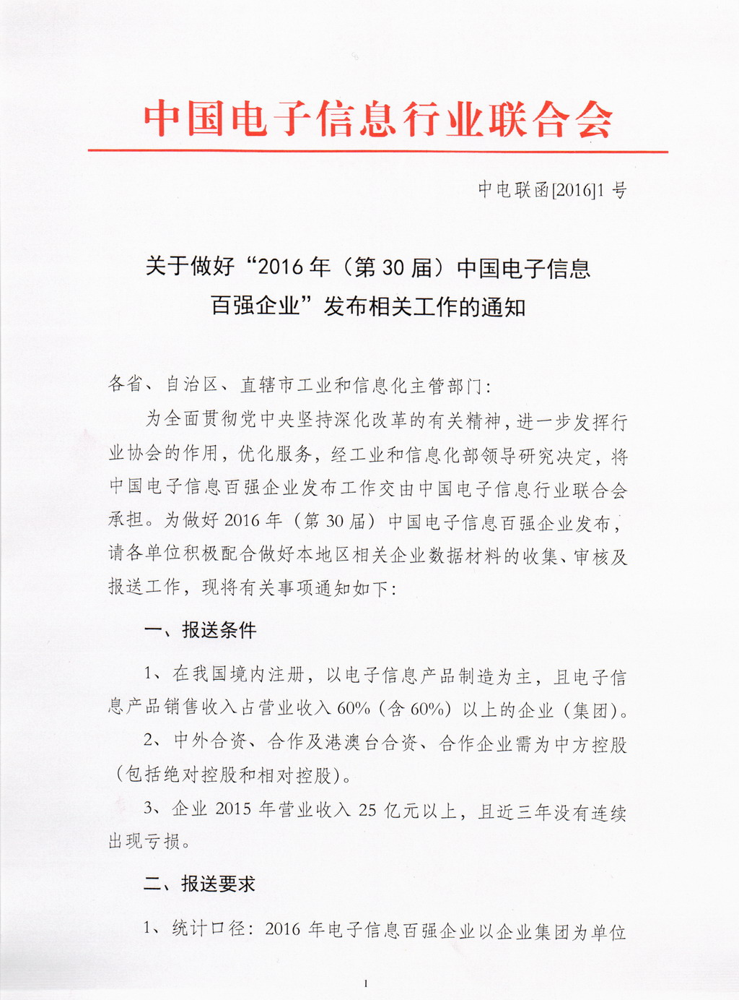 中国电子信息行业联合会
中电联函[2016]1 号
关于做好“2016 年（第 30 届）中国电子信息
百强企业”发布相关工作的通知
各省、自治区、直辖市工业和信息化主管部门：
为全面贯彻党中央坚持深化改革的有关精神，进一步发挥行
业协会的作用，优化服务，经工业和信息化部领导研究决定，将
中国电子信息百强企业发布工作交由中国电子信息行业联合会
承担。为做好 2016 年（第 30 届）中国电子信息百强企业发布，
请各单位积极配合做好本地区相关企业数据材料的收集、审核及
报送工作，现将有关事项通知如下：
一、报送条件
1、在我国境内注册，以电子信息产品制造为主，且电子信
息产品销售收入占营业收入 60%（含 60%）以上的企业（集团）。
2、中外合资、合作及港澳台合资、合作企业需为中方控股
（包括绝对控股和相对控股）。
3、企业 2015 年营业收入 25 亿元以上，且近三年没有连续
出现亏损。
二、报送要求
1、统计口径：2016 年电子信息百强企业以企业集团为单位
1